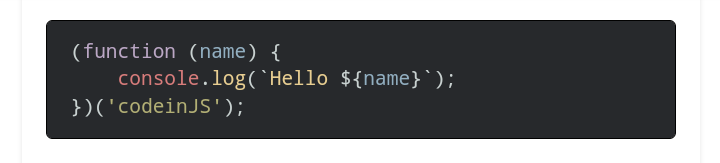 (function (name) {
    console.log(`Hello ${name}`);
})('codeinJS');